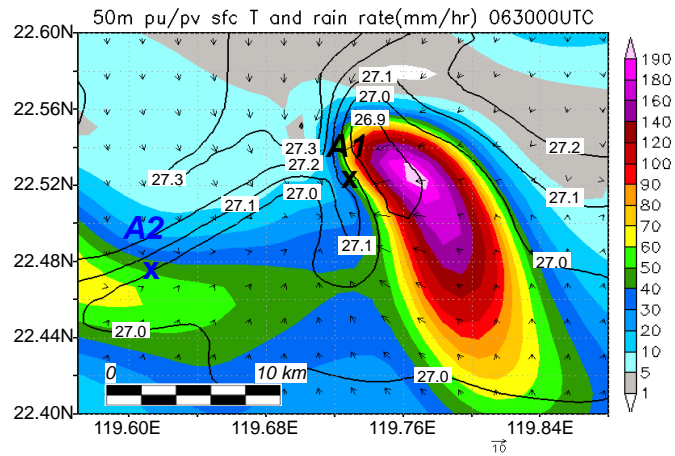 50m pu/pv sfc T and rain rate(mm/hr) 063000UTC
22.60N
22.56N
22.52N
22.48N
22.44N
22.40N
27.1
27.0
26.9
A1
x
27.3
27.2
27.3
27.2
27.1
27.0
27.1
27.1
A2
x
27.0
27.0
27.0
0 10 km
119.60E 119.68E 119.76E 119.84E
10
190
180
160
140
120
100
90
80
70
60
50
40
30
20
10
5
1